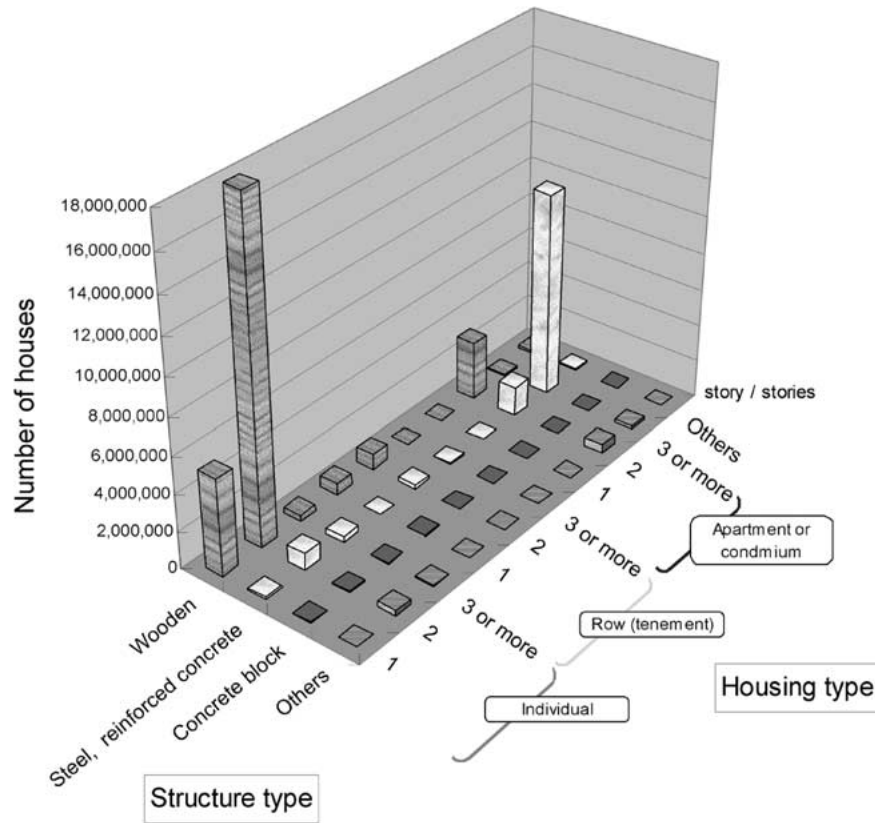 18,000,000
16,000,000
14,000,000
12,000,000
10,000,000
8,000,000
6,000,000
4,000,000
2,000,000
0
Number of houses
Wooden
Steel, reinforced concrete
Concrete block
Others
Structure type
1
2
3 or more
1
2
3 or more
1
2
3 or more
Others
story / stories
Individual
Row (tenement)
Apartment or
condmium
Housing type